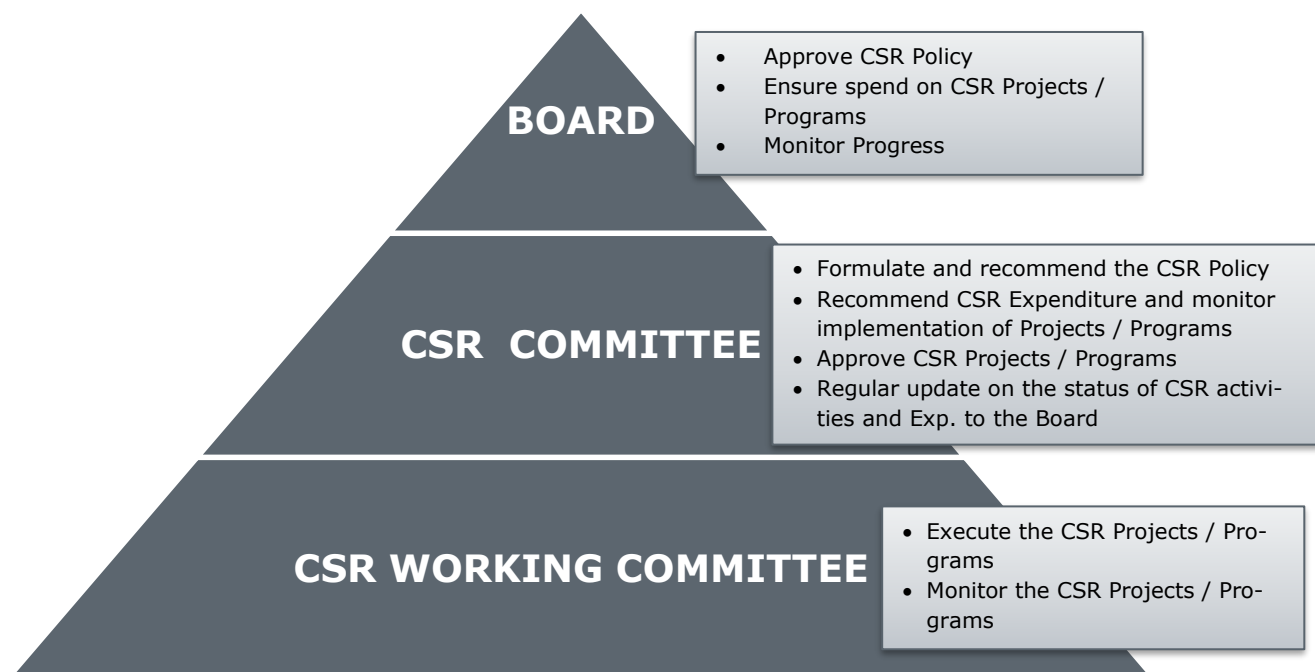 BOARD
• Approve CSR Policy
• Ensure spend on CSR Projects /
Programs
• Monitor Progress
CSR COMMITTEE
• Formulate and recommend the CSR Policy
• Recommend CSR Expenditure and monitor
implementation of Projects / Programs
• Approve CSR Projects / Programs
• Regular update on the status of CSR activi-
ties and Exp. to the Board
CSR WORKING COMMITTEE
• Execute the CSR Projects / Pro-
grams
• Monitor the CSR Projects / Pro-
grams